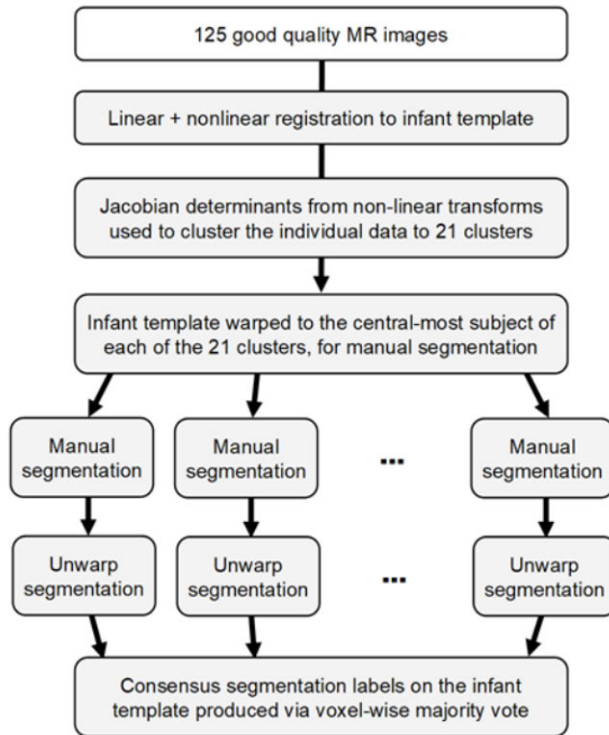 125 good quality MR images
Linear + nonlinear registration to infant template
Jacobian determinants from non-linear transforms
used to cluster the individual data to 21 clusters
Infant template warped to the central-most subject of
each of the 21 clusters, for manual segmentation
Manual
segmentation
Manual
segmentation
...
Manual
segmentation
Unwarp
segmentation
Unwarp
segmentation
...
Unwarp
segmentation
Consensus segmentation labels on the infant
template produced via voxel-wise majority vote